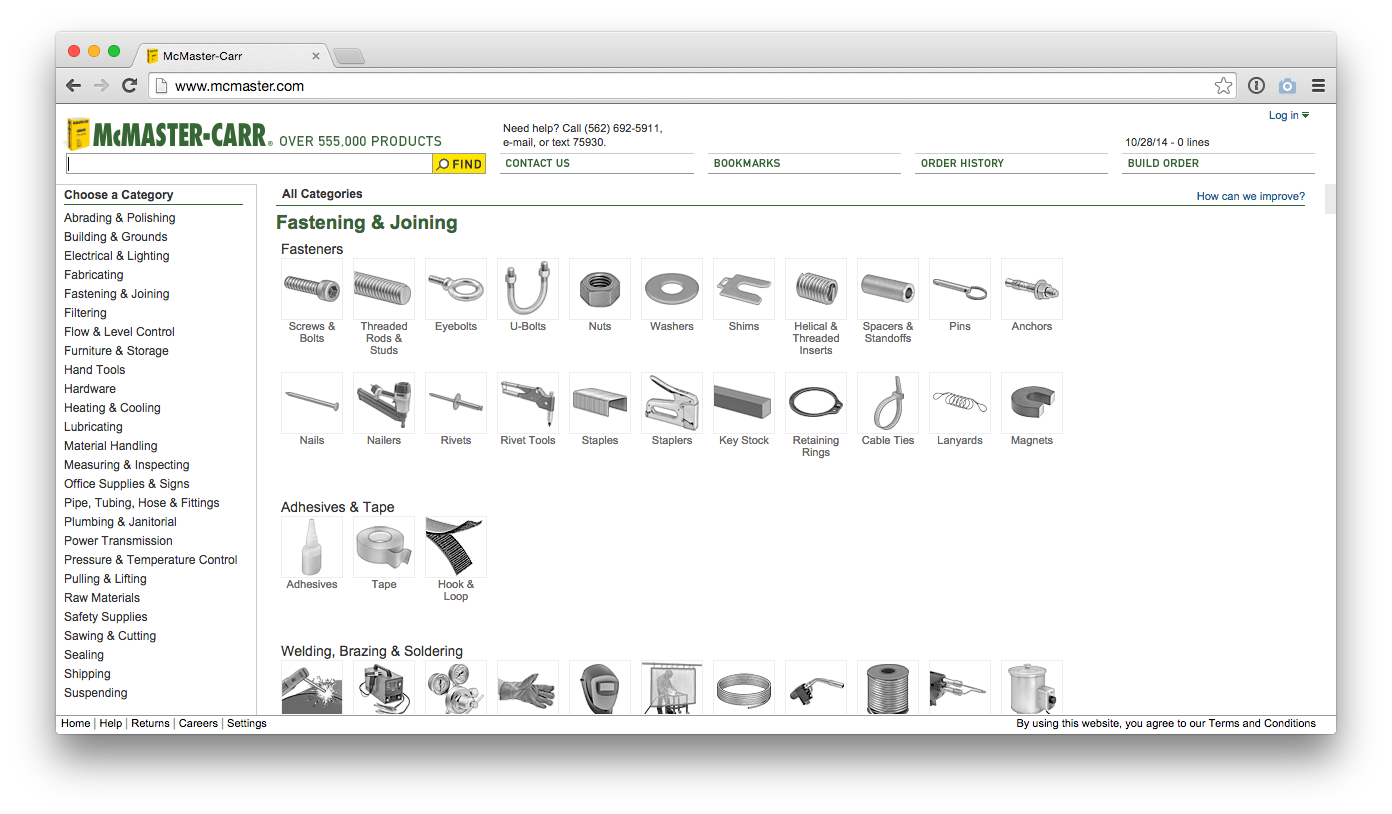 McMaster-Carr
www.mcmaster.com
Log in
McMASTER-CARR® OVER 555,000 PRODUCTS
Need help? Call (562) 692-5911,
e-mail, or text 75930.
10/28/14 - 0 lines
FIND
CONTACT US
BOOKMARKS
ORDER HISTORY
BUILD ORDER
Choose a Category
Abrading & Polishing
Building & Grounds
Electrical & Lighting
Fabricating
Fastening & Joining
Filtering
Flow & Level Control
Furniture & Storage
Hand Tools
Hardware
Heating & Cooling
Lubricating
Material Handling
Measuring & Inspecting
Office Supplies & Signs
Pipe, Tubing, Hose & Fittings
Plumbing & Janitorial
Power Transmission
Pressure & Temperature Control
Pulling & Lifting
Raw Materials
Safety Supplies
Sawing & Cutting
Sealing
Shipping
Suspending
All Categories
How can we improve?
Fastening & Joining
Fasteners
Screws &
Bolts
Threaded
Rods &
Studs
Eyebolts
U-Bolts
Nuts
Washers
Shims
Helical &
Threaded
Inserts
Spacers &
Standoffs
Pins
Anchors
Nails
Nailers
Rivets
Rivet Tools
Staples
Staplers
Key Stock
Retaining
Rings
Cable Ties
Lanyards
Magnets
Adhesives & Tape
Adhesives
Tape
Hook &
Loop
Welding, Brazing & Soldering
Home | Help | Returns | Careers | Settings
By using this website, you agree to our Terms and Conditions